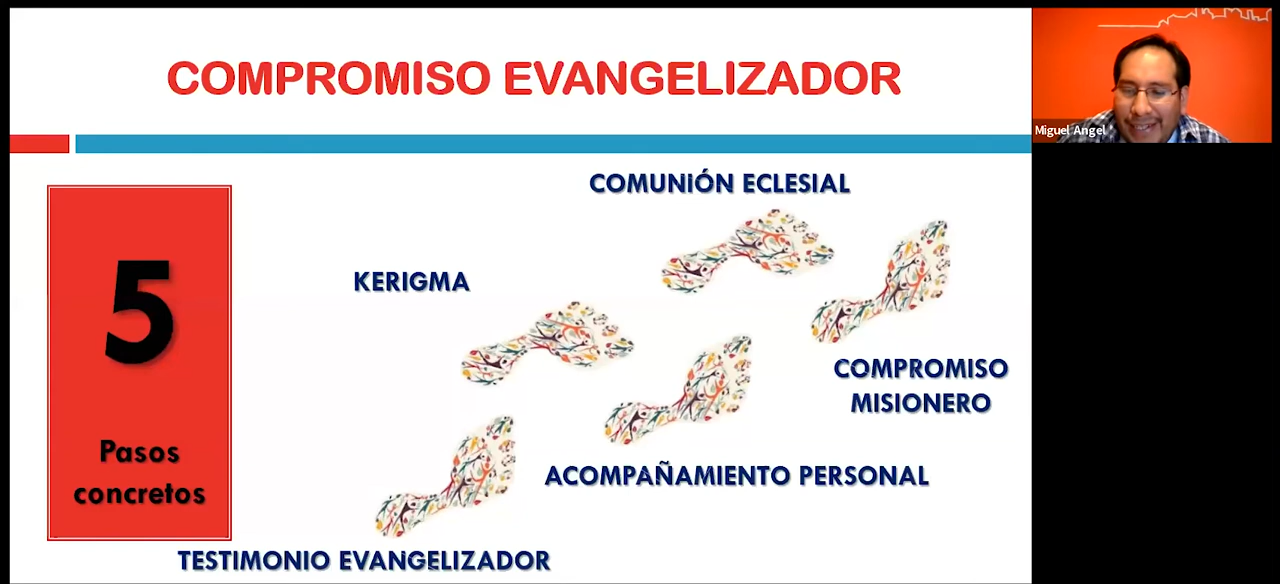 COMPROMISO EVANGELIZADOR
Miguel Angel
COMUNiÓN ECLESIAL
KERIGMA
5
COMPROMISO
MISIONERO
Pasos
concretos
ACOMPAÑAMIENTO PERSONAL
TESTIMONIO EVANGELIZADOR